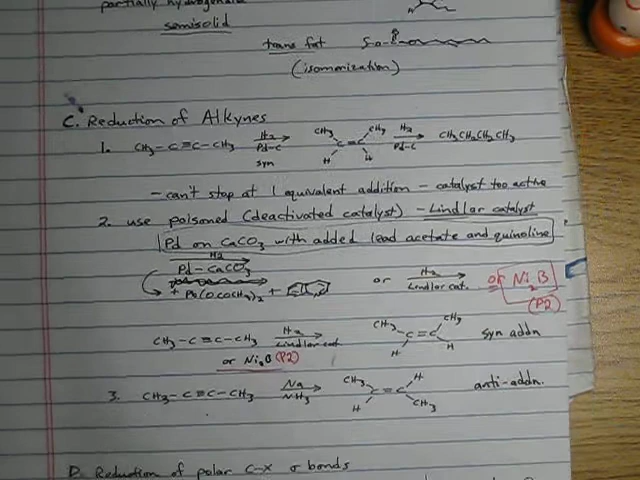 partially hydrogenated
semisolid
trans fat
(isomerization)
C. Reduction of Alkynes
1. CH3-C≡C-CH3 H2 Pd-C syn CH3 CH3 C=C H H H2 Pd-C CH3CH2CH2CH3
- can't stop at 1 equivalent addition - catalyst too active
2. use poisoned (deactivated catalyst) - Lindlar catalyst
Pd on CaCO3 with added lead acetate and quinoline
H2
Pd-CaCO3 or H2 Lindlar cat. or Ni2B
+ Pb(OCOCH3)2 + (P2)
CH3-C≡C-CH3 H2 Lindlar cat CH3 CH3 C=C H H syn addn
or Ni2B (P2)
3. CH3-C≡C-CH3 Na NH3 CH3 H C=C H CH3 anti-addn.
D. Reduction of polar C-X σ bonds